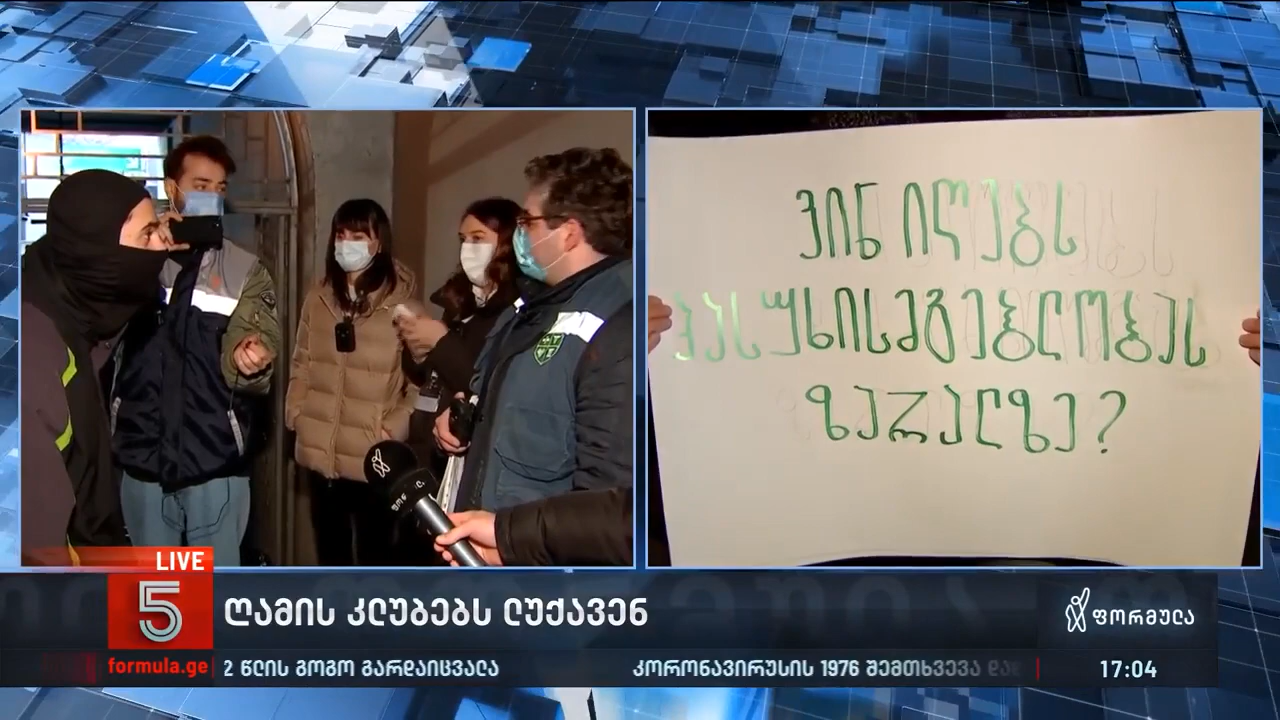 ვინ იღებს
პასუხისმგებლობას
ზარალზე?
LIVE
5
ღამის კლუბებს ლუქავენ
ფორმულა
formula.ge
2 წლის გოგო გარდაიცვალა
კორონავირუსის 1976 შემთხვევა
17:04